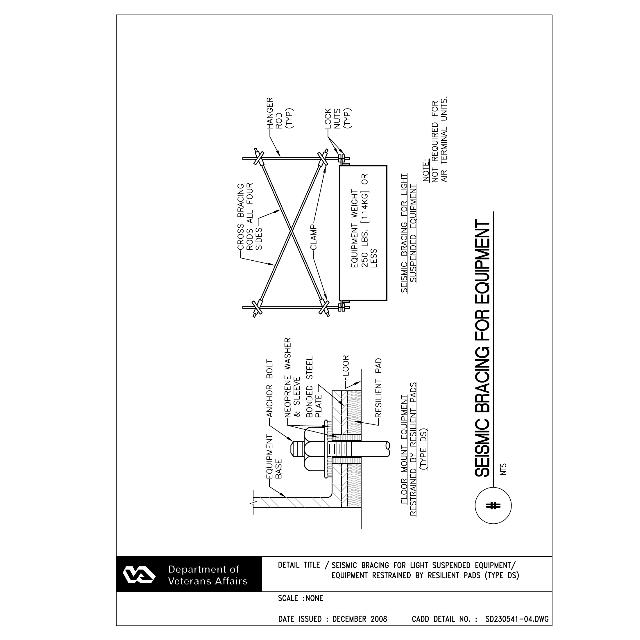 HANGER
ROD
(TYP)
LOCK
NUTS
(TYP)
CROSS BRACING
RODS ALL FOUR
SIDES
CLAMP
EQUIPMENT WEIGHT
250 LBS. [114KG] OR
LESS
SEISMIC BRACING FOR LIGHT
SUSPENDED EQUIPMENT
NOTE:
NOT REQUIRED FOR
AIR TERMINAL UNITS.
EQUIPMENT
BASE
ANCHOR BOLT
NEOPRENE WASHER
& SLEEVE
BONDED STEEL
PLATE
FLOOR
RESILIENT PAD
FLOOR MOUNT EQUIPMENT
RESTRAINED BY RESILIENT PADS
(TYPE DS)
SEISMIC BRACING FOR EQUIPMENT
#
NTS
Department of
Veterans Affairs
DETAIL TITLE / SEISMIC BRACING FOR LIGHT SUSPENDED EQUIPMENT/
EQUIPMENT RESTRAINED BY RESILIENT PADS (TYPE DS)
SCALE :NONE
DATE ISSUED : DECEMBER 2008 CADD DETAIL NO. : SD230541-04.DWG